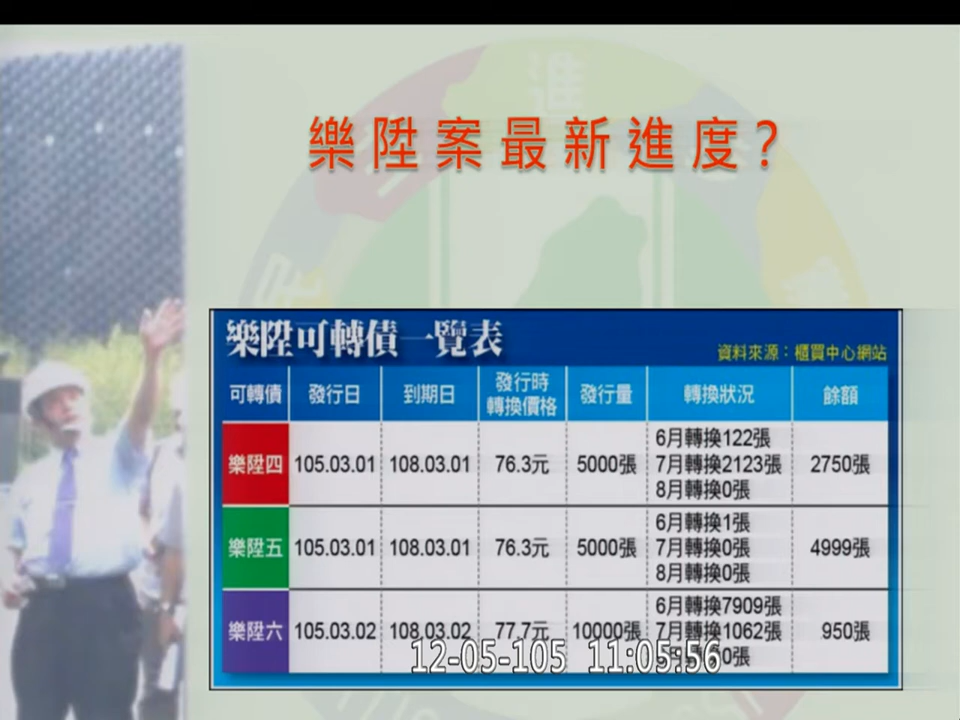 樂陞案最新進度？
樂陞可轉債一覽表
資料來源：櫃買中心網站
可轉債 發行日 到期日 發行時轉換價格 發行量 轉換狀況 餘額
樂陞四 105.03.01 108.03.01 76.3元 5000張 6月轉換122張 2750張
7月轉換2123張
8月轉換0張
樂陞五 105.03.01 108.03.01 76.3元 5000張 6月轉換1張 4999張
7月轉換0張
8月轉換0張
樂陞六 105.03.02 108.03.02 77.7元 10000張 6月轉換7909張 950張
7月轉換1062張
0張
12-05-105 11:05:56
進
民